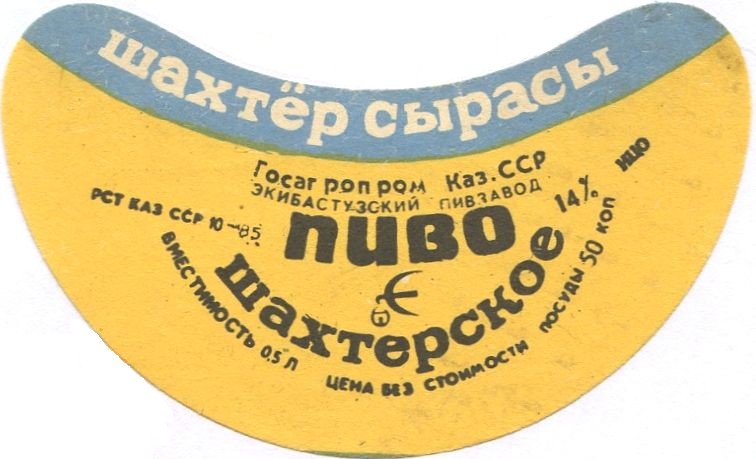 шахтёр сырасы
Госагропром Каз.ССР
ЭКИБАСТУЗСКИЙ ПИВЗАВОД
РСТ КАЗ ССР 10-85
пиво
14%
шахтерское
ВМЕСТИМОСТЬ 0,5 Л
ЦЕНА БЕЗ СТОИМОСТИ ПОСУДЫ 50 КОП